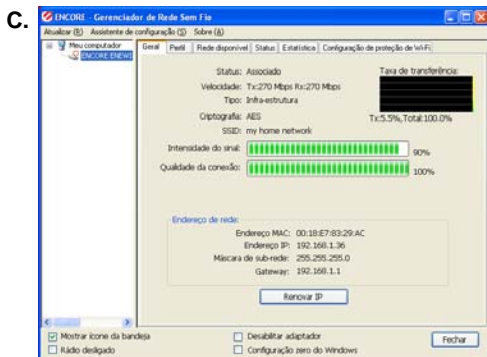 C.
ENCORE - Gerenciador de Rede Sem Fio
Atualizar (R) Assistente de configuração (S) Sobre (A)
Meu computador
ENCORE ENEWI
Geral Perfil Rede disponível Status Estatística Configuração de proteção de Wi-Fi
Status: Associado
Taxa de transferência:
Velocidade: Tx:270 Mbps Rx:270 Mbps
Tipo: Infra-estrutura
Criptografia: AES
Tx:5.5%, Total:100.0%
SSID: my home network
Intensidade do sinal: 90%
Qualidade da conexão: 100%
Endereço de rede:
Endereço MAC: 00:18:E7:83:29:AC
Endereço IP: 192.168.1.36
Máscara de sub-rede: 255.255.255.0
Gateway: 192.168.1.1
Renovar IP
Mostrar ícone da bandeja
Desabilitar adaptador
Fechar
Rádio desligado
Configuração zero do Windows